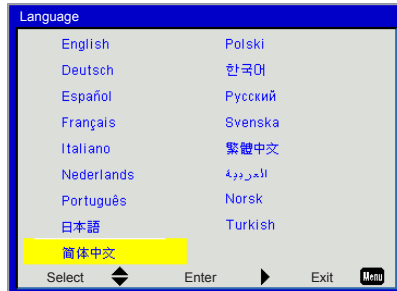 Language
English
Deutsch
Español
Français
Italiano
Nederlands
Português
日本語
简体中文
Polski
한국어
Русский
Svenska
繁體中文
العربية
Norsk
Turkish
Select Enter Exit Menu